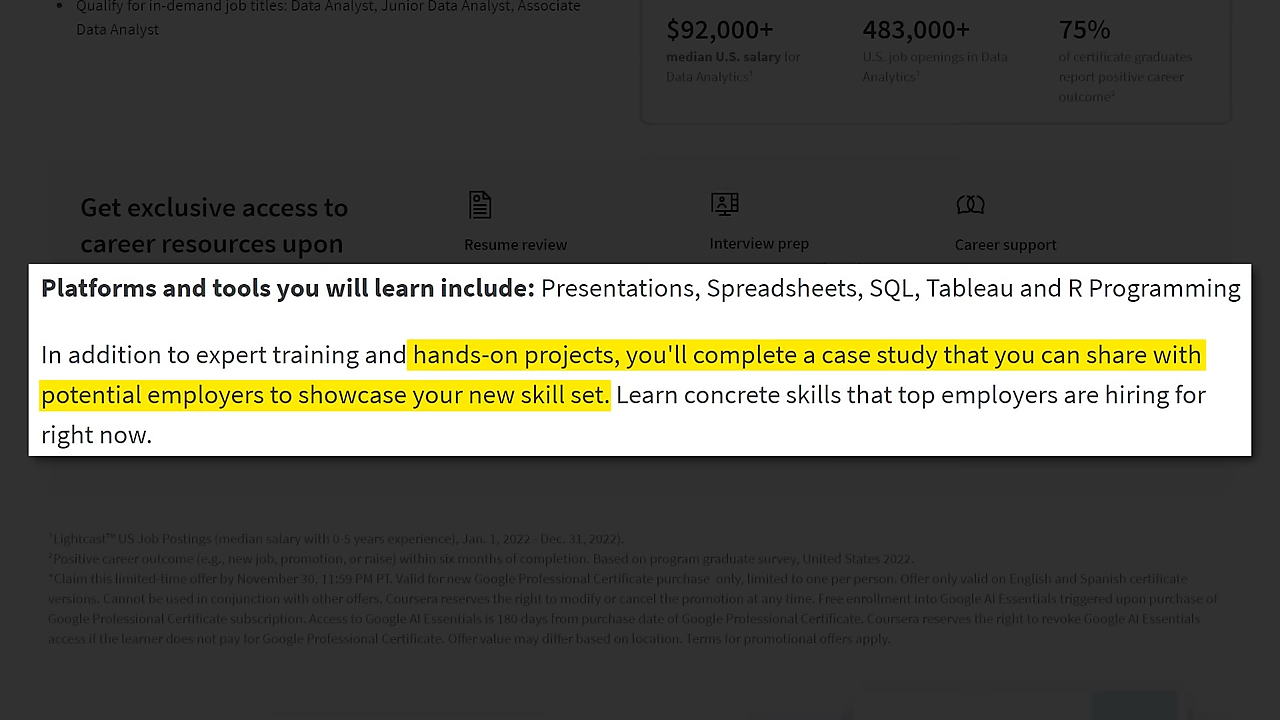 Qualify for in-demand job titles: Data Analyst, Junior Data Analyst, Associate
Data Analyst
$92,000+
median U.S. salary for
Data Analytics¹
483,000+
U.S. job openings in Data
Analytics¹
75%
of certificate graduates
report positive career
outcome²
Get exclusive access to
career resources upon
Resume review
Interview prep
Career support
Platforms and tools you will learn include: Presentations, Spreadsheets, SQL, Tableau and R Programming
In addition to expert training and hands-on projects, you'll complete a case study that you can share with
potential employers to showcase your new skill set. Learn concrete skills that top employers are hiring for
right now.
¹Lightcast™ US Job Postings (median salary with 0-5 years experience), Jan. 1, 2022 - Dec. 31, 2022).
²Positive career outcome (e.g., new job, promotion, or raise) within six months of completion. Based on program graduate survey, United States 2022.
*Claim this limited-time offer by November 30, 11:59 PM PT. Valid for new Google Professional Certificate purchase only, limited to one per person. Offer only valid on English and Spanish certificate
versions. Cannot be used in conjunction with other offers. Coursera reserves the right to modify or cancel the promotion at any time. Free enrollment into Google AI Essentials triggered upon purchase of
Google Professional Certificate subscription. Access to Google AI Essentials is 180 days from purchase date of Google Professional Certificate. Coursera reserves the right to revoke Google AI Essentials
access if the learner does not pay for Google Professional Certificate. Offer value may differ based on location. Terms for promotional offers apply.